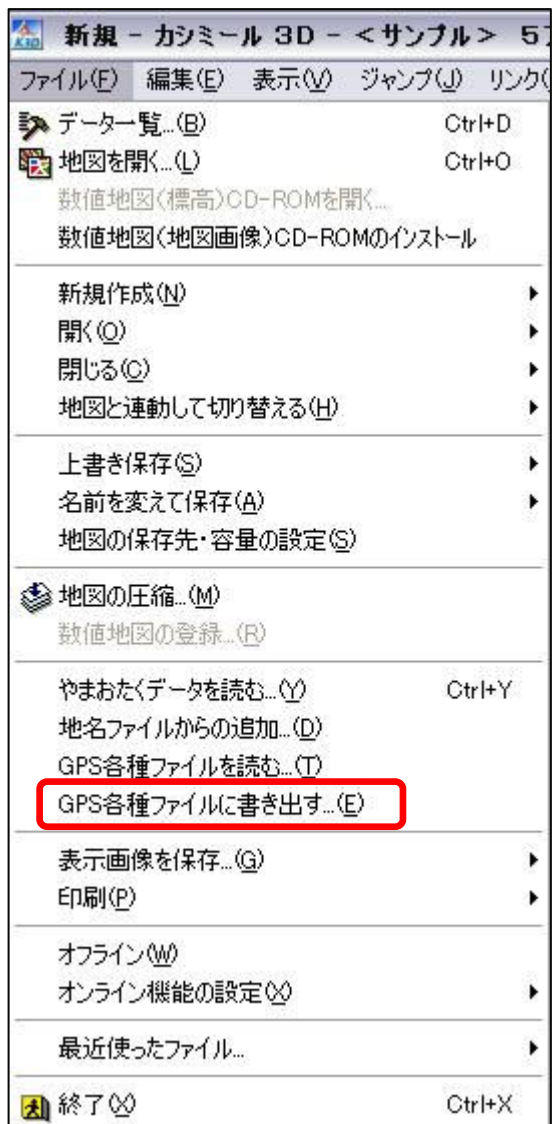 新規 - カシミール 3D - <サンプル> 5
ファイル(F) 編集(E) 表示(V) ジャンプ(J) リンク(
データ一覧...(B) Ctrl+D
地図を開く...(L) Ctrl+O
数値地図(標高)CD-ROMを開く...
数値地図(地図画像)CD-ROMのインストール
新規作成(N)
開く(O)
閉じる(C)
地図と連動して切り替える(H)
上書き保存(S)
名前を変えて保存(A)
地図の保存先・容量の設定(S)
地図の圧縮...(M)
数値地図の登録...(R)
やまおたくデータを読む...(Y) Ctrl+Y
地名ファイルからの追加...(D)
GPS各種ファイルを読む...(T)
GPS各種ファイルに書き出す...(E)
表示画像を保存...(G)
印刷(P)
オフライン(W)
オンライン機能の設定(X)
最近使ったファイル...
終了(X) Ctrl+X